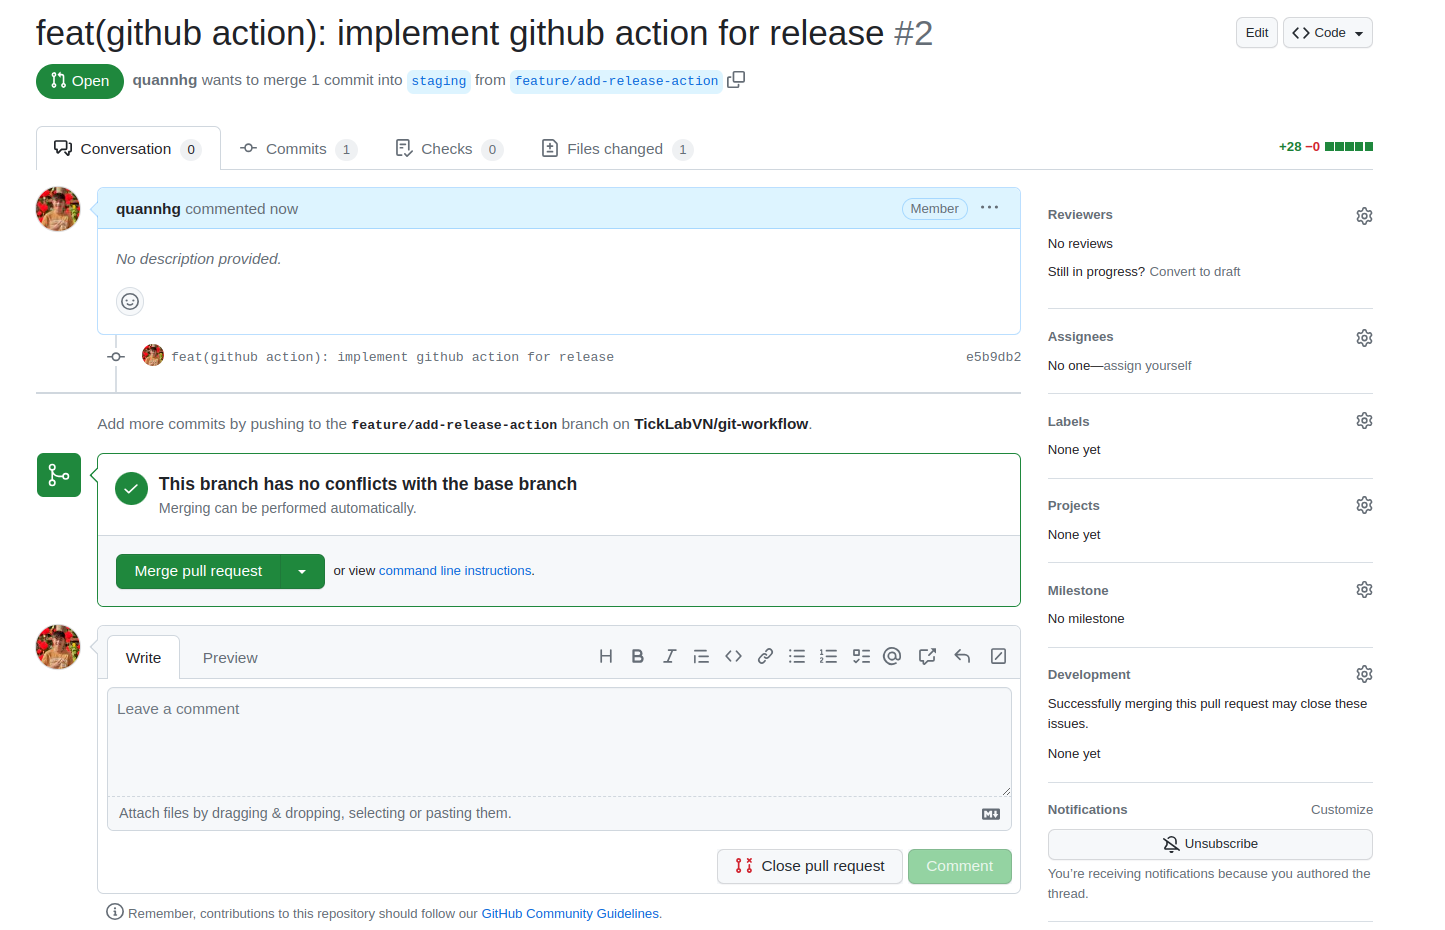 feat(github action): implement github action for release #2
Edit
Code
Open
quannhg wants to merge 1 commit into staging from feature/add-release-action
Conversation 0
Commits 1
Checks 0
Files changed 1
+28 −0
quannhg commented now
Member
No description provided.
feat(github action): implement github action for release
e5b9db2
Add more commits by pushing to the feature/add-release-action branch on TickLabVN/git-workflow.
This branch has no conflicts with the base branch
Merging can be performed automatically.
Merge pull request
or view command line instructions.
Write
Preview
Leave a comment
Attach files by dragging & dropping, selecting or pasting them.
Close pull request
Comment
Remember, contributions to this repository should follow our GitHub Community Guidelines.
Reviewers
No reviews
Still in progress? Convert to draft
Assignees
No one—assign yourself
Labels
None yet
Projects
None yet
Milestone
No milestone
Development
Successfully merging this pull request may close these
issues.
None yet
Notifications
Customize
Unsubscribe
You’re receiving notifications because you authored the
thread.